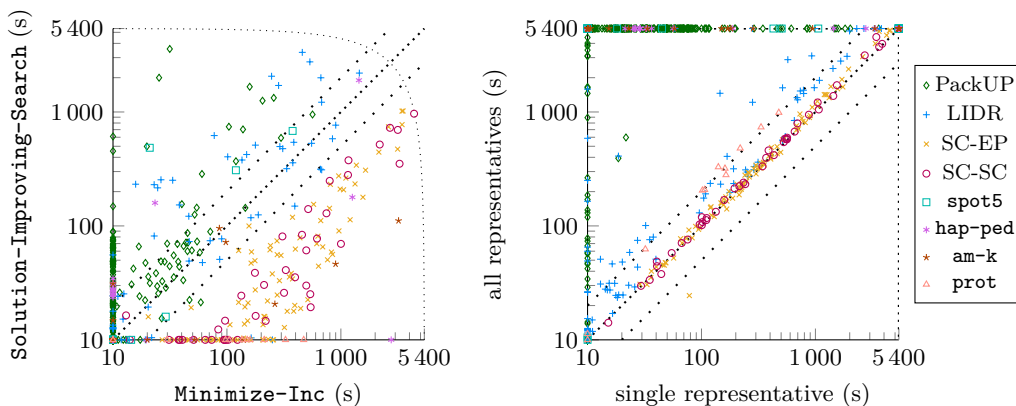 5 400
1 000
100
10
Solution-Improving-Search (s)
10
100
1 000
5 400
Minimize-Inc (s)
5 400
1 000
100
10
all representatives (s)
10
100
1 000
5 400
single representative (s)
PackUP
LIDR
SC-EP
SC-SC
spot5
hap-ped
am-k
prot